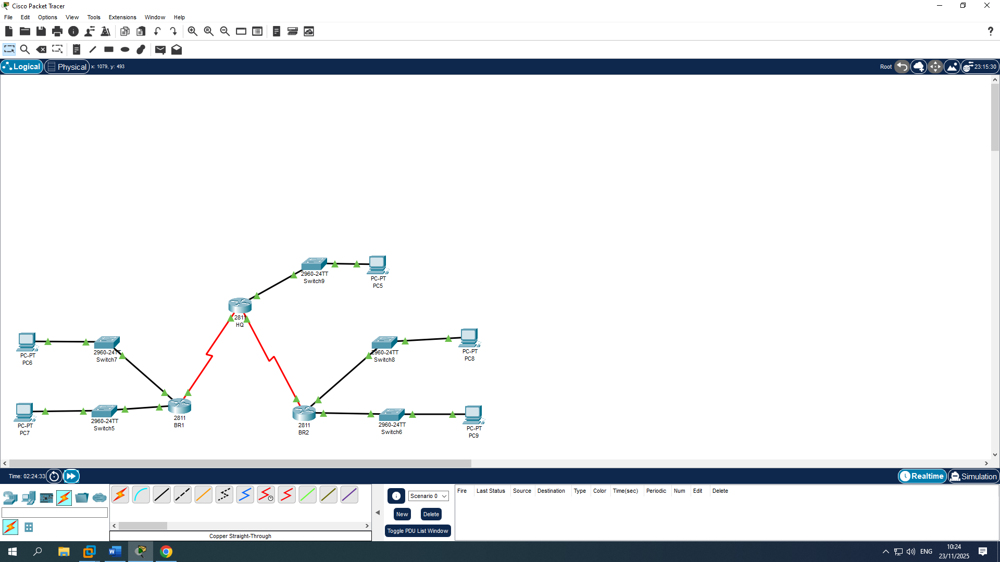 Cisco Packet Tracer
File Edit Options View Tools Extensions Window Help
Logical Physical x: 1079, y: 493 Root 23:15:30
2960-24TT
Switch9
PC-PT
PC5
2811
HQ
PC-PT
PC6
2960-24TT
Switch7
2960-24TT
Switch8
PC-PT
PC8
PC-PT
PC7
2960-24TT
Switch5
2811
BR1
2811
BR2
2960-24TT
Switch6
PC-PT
PC9
Time: 02:24:33 Realtime Simulation
Scenario 0
New Delete
Toggle PDU List Window
Fire Last Status Source Destination Type Color Time(sec) Periodic Num Edit Delete
Copper Straight-Through
ENG
10:24
23/11/2025